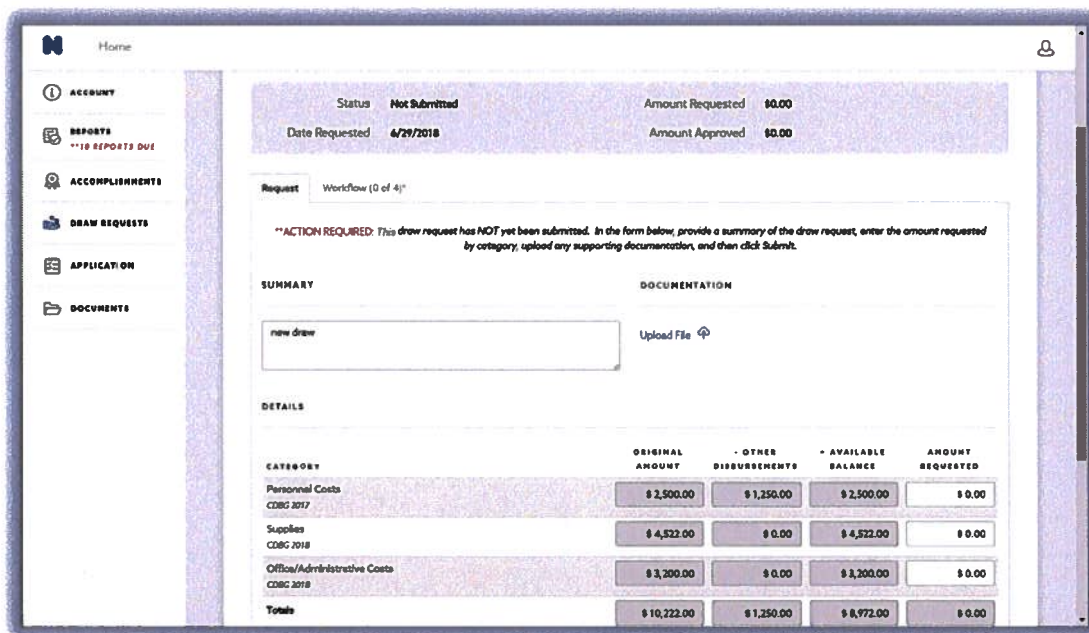 N Home
ACCOUNT
REPORTS
**10 REPORTS DUE
ACCOMPLISHMENTS
DRAW REQUESTS
APPLICATION
DOCUMENTS
Status Not Submitted Amount Requested $0.00
Date Requested 6/29/2018 Amount Approved $0.00
Request Workflow (0 of 4)*
**ACTION REQUIRED: This draw request has NOT yet been submitted. In the form below, provide a summary of the draw request, enter the amount requested
by category, upload any supporting documentation, and then click Submit.
SUMMARY DOCUMENTATION
new draw Upload File
DETAILS
CATEGORY ORIGINAL AMOUNT - OTHER DISBURSEMENTS = AVAILABLE BALANCE AMOUNT REQUESTED
Personnel Costs $ 2,500.00 $ 1,250.00 $ 2,500.00 $ 0.00
CDBG 2017
Supplies $ 4,522.00 $ 0.00 $ 4,522.00 $ 0.00
CDBG 2018
Office/Administrative Costs $ 3,200.00 $ 0.00 $ 3,200.00 $ 0.00
CDBG 2018
Totals $ 10,222.00 $ 1,250.00 $ 8,972.00 $ 0.00